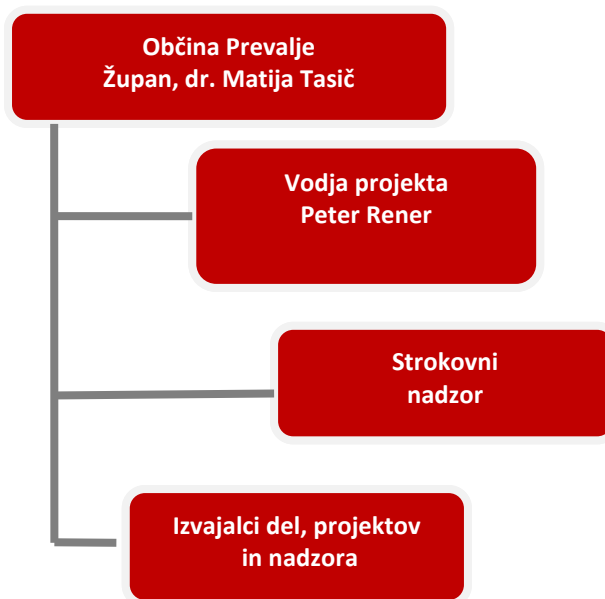 Občina Prevalje
Župan, dr. Matija Tasič
Vodja projekta
Peter Rener
Strokovni
nadzor
Izvajalci del, projektov
in nadzora